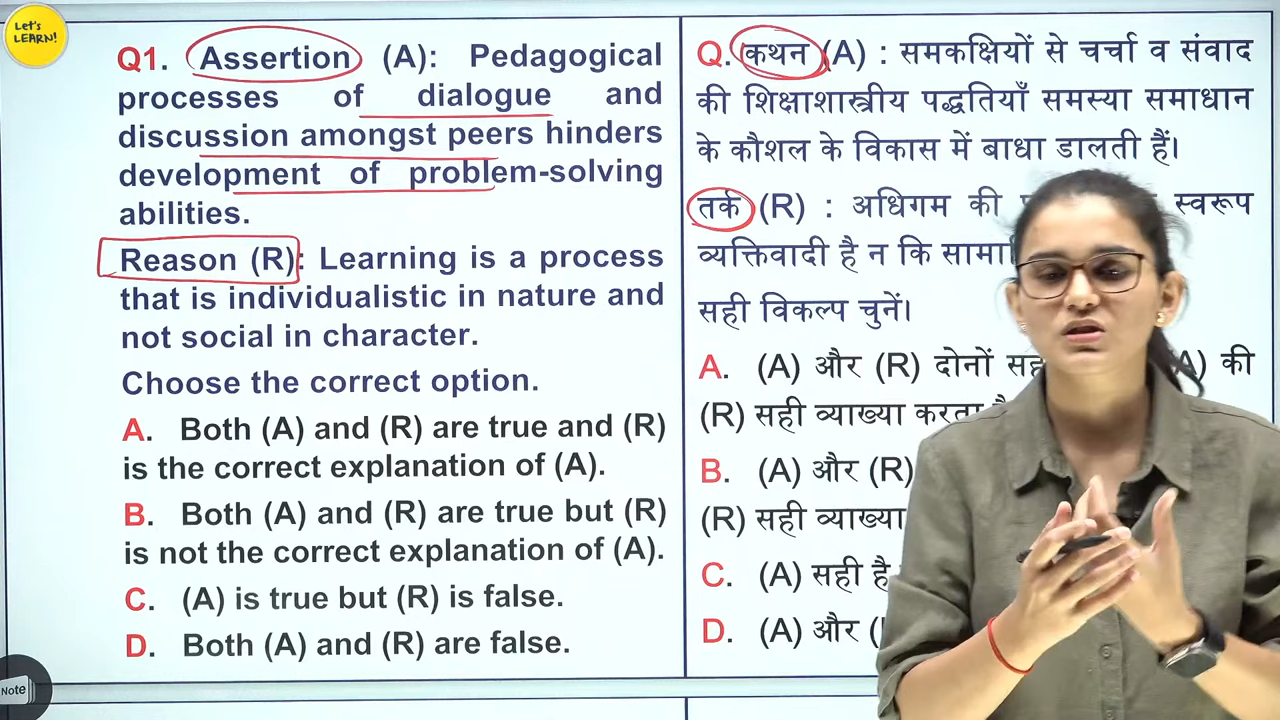 Let's
LEARN!
Q1. Assertion (A): Pedagogical
processes of dialogue and
discussion amongst peers hinders
development of problem-solving
abilities.
Reason (R): Learning is a process
that is individualistic in nature and
not social in character.
Choose the correct option.
A. Both (A) and (R) are true and (R)
is the correct explanation of (A).
B. Both (A) and (R) are true but (R)
is not the correct explanation of (A).
C. (A) is true but (R) is false.
D. Both (A) and (R) are false.
Q. कथन (A) : समकक्षियों से चर्चा व संवाद
की शिक्षाशास्त्रीय पद्धतियाँ समस्या समाधान
के कौशल के विकास में बाधा डालती हैं।
तर्क (R) : अधिगम की स्वरूप
व्यक्तिवादी है न कि
सही विकल्प चुनें।
A. (A) और (R) दोनों (A) की
(R) सही व्याख्या करता
B. (A) और (R)
(R) सही व्याख्या
C. (A) सही है
D. (A) और
Note